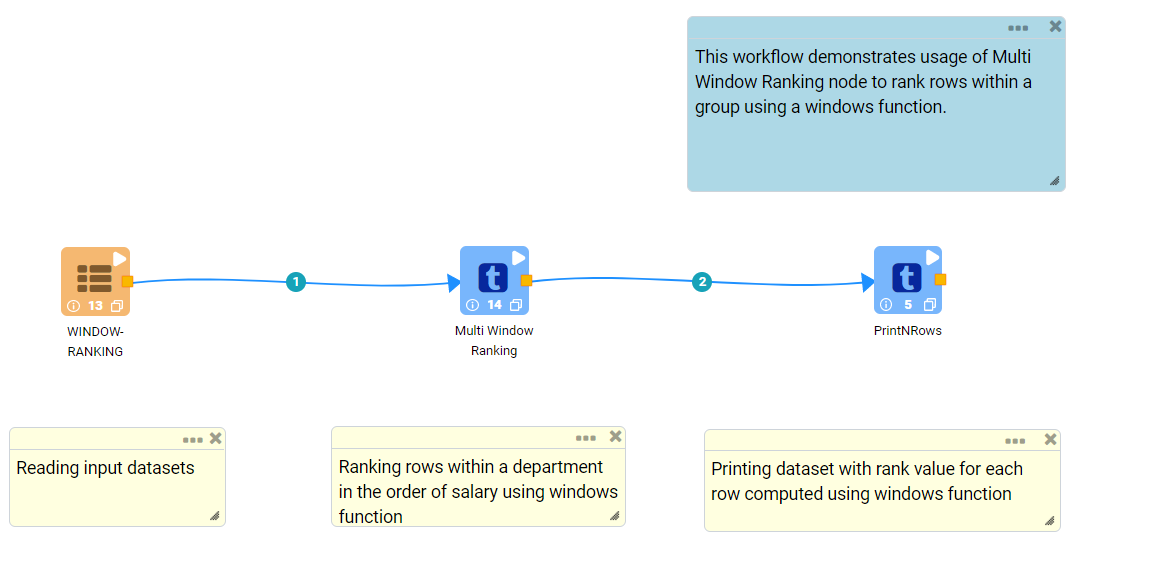 This workflow demonstrates usage of Multi
Window Ranking node to rank rows within a
group using a windows function.
1
2
13
t
14
t
5
WINDOW-
RANKING
Multi Window
Ranking
PrintNRows
Reading input datasets
Ranking rows within a department
in the order of salary using windows
function
Printing dataset with rank value for each
row computed using windows function